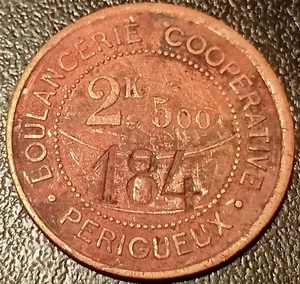 BOULANGERIE COOPERATIVE
2K 500
184
· PERIGUEUX ·